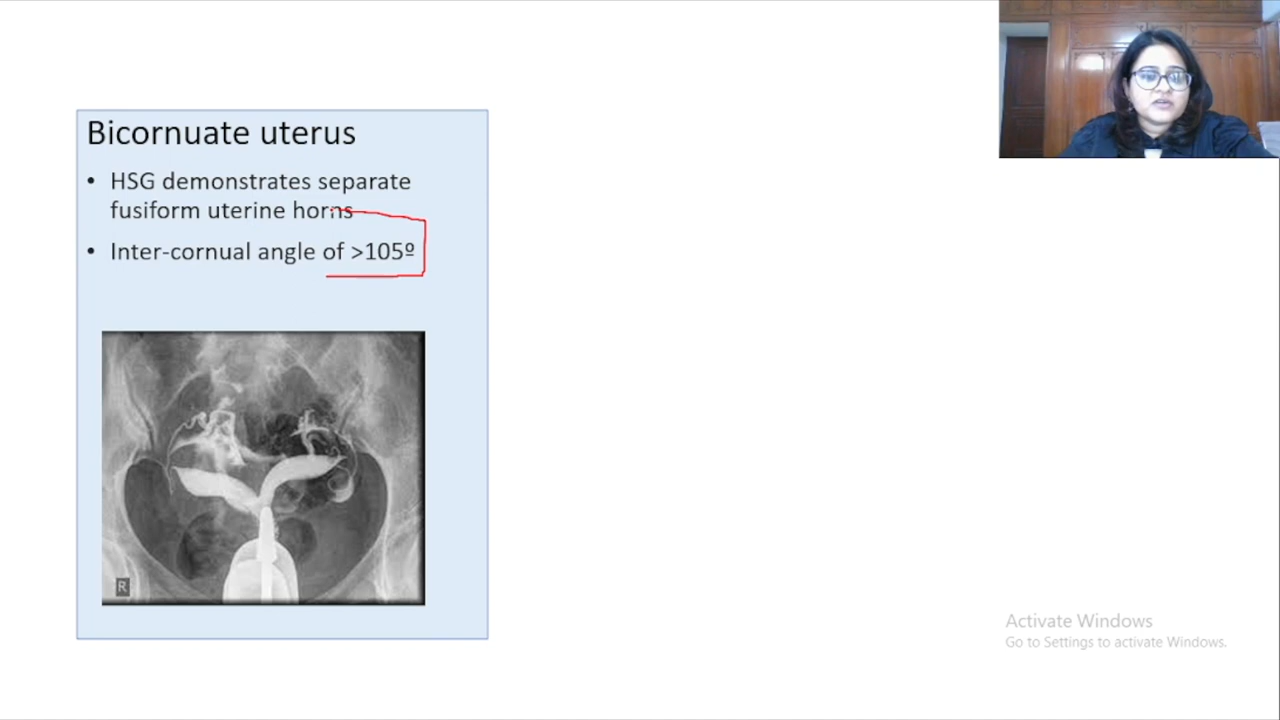 Bicornuate uterus
• HSG demonstrates separate
fusiform uterine horns
• Inter-cornual angle of >105º
R
Activate Windows
Go to Settings to activate Windows.